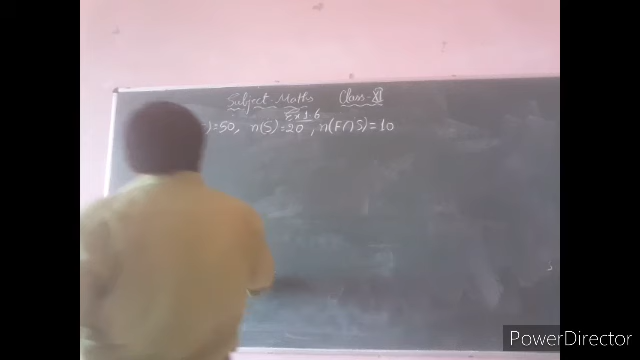 Subject Maths Class-XI
Ex 1.6
)=50, n(S)=20, n(F∩S)=10
PowerDirector